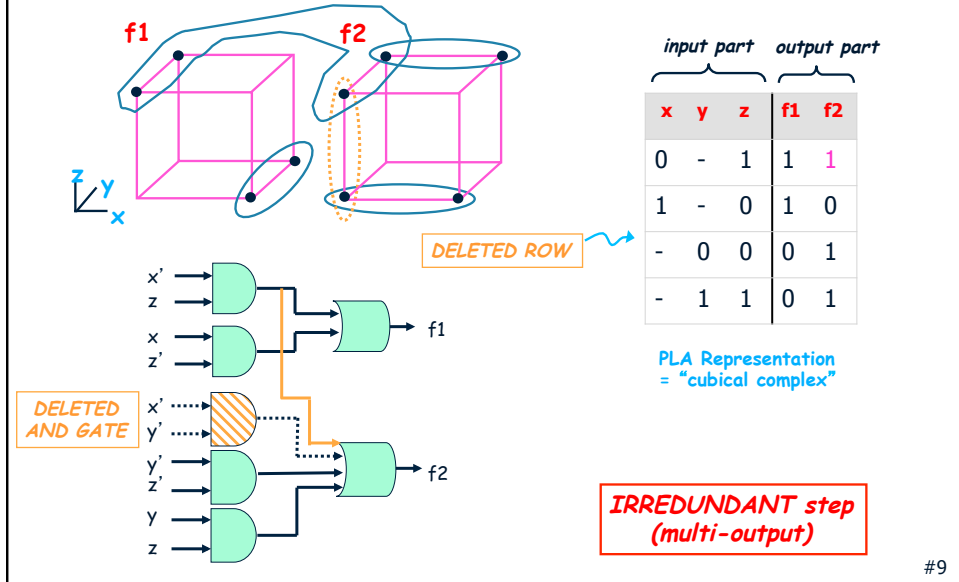 f1
f2
z
y
x
input part output part
x y z f1 f2
0 - 1 1 1
1 - 0 1 0
- 0 0 0 1
- 1 1 0 1
DELETED ROW
PLA Representation
= “cubical complex”
x’
z
x
z’
f1
DELETED
AND GATE
x’
y’
y’
z’
y
z
f2
IRREDUNDANT step
(multi-output)
#9